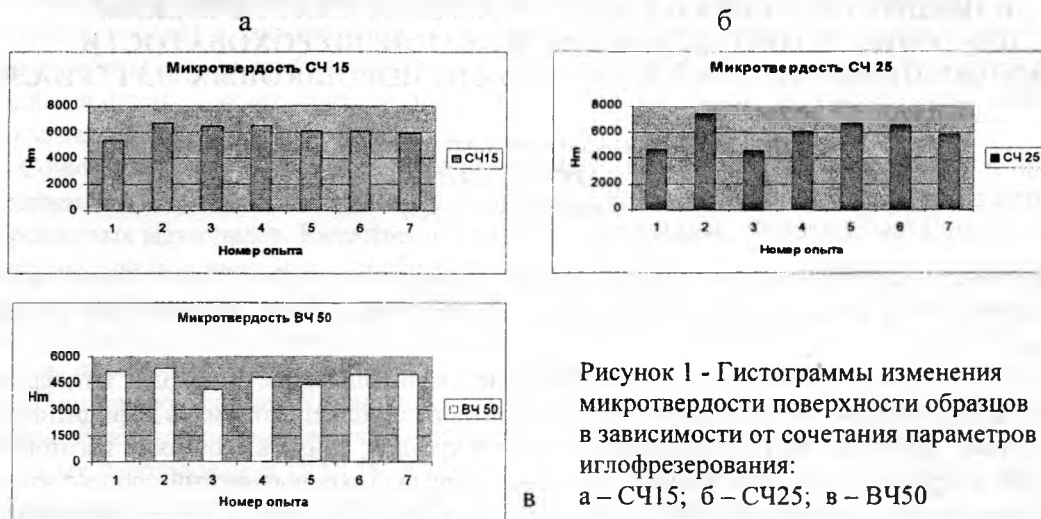 а
б
Микротвердость СЧ 15
Hm
8000
6000
4000
2000
0
1 2 3 4 5 6 7
Номер опыта
СЧ15
Микротвердость СЧ 25
Hm
8000
6000
4000
2000
0
1 2 3 4 5 6 7
Номер опыта
СЧ 25
Микротвердость ВЧ 50
Hm
6000
4500
3000
1500
0
1 2 3 4 5 6 7
Номер опыта
ВЧ 50
в
Рисунок 1 - Гистограммы изменения
микротвердости поверхности образцов
в зависимости от сочетания параметров
иглофрезерования:
а – СЧ15; б – СЧ25; в – ВЧ50